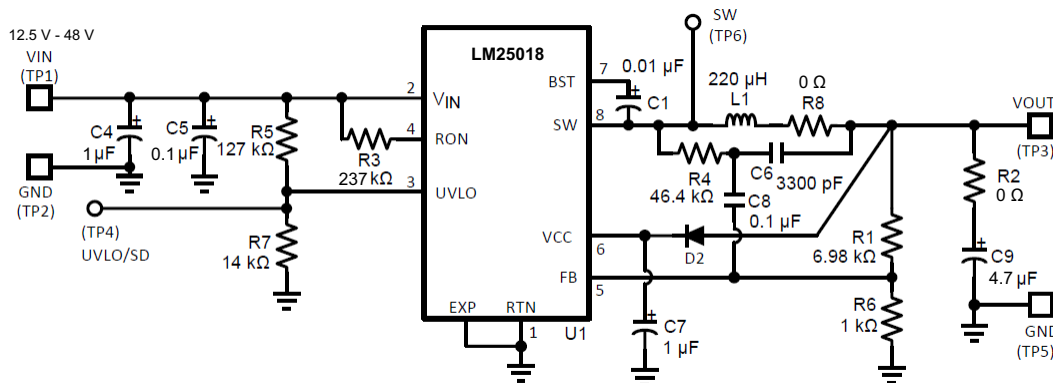 12.5 V - 48 V
VIN
(TP1)
GND
(TP2)
C4
1 µF
+
C5
0.1 µF
+
R5
127 kΩ
R3
237 kΩ
(TP4)
UVLO/SD
R7
14 kΩ
LM25018
2
VIN
4
RON
3
UVLO
BST
7
SW
8
VCC
6
FB
5
EXP
RTN
1
U1
0.01 µF
+
C1
SW
(TP6)
220 µH
L1
0 Ω
R8
R4
46.4 kΩ
C6
3300 pF
C8
0.1 µF
D2
+
C7
1 µF
R1
6.98 kΩ
R6
1 kΩ
VOUT
(TP3)
R2
0 Ω
+
C9
4.7 µF
GND
(TP5)